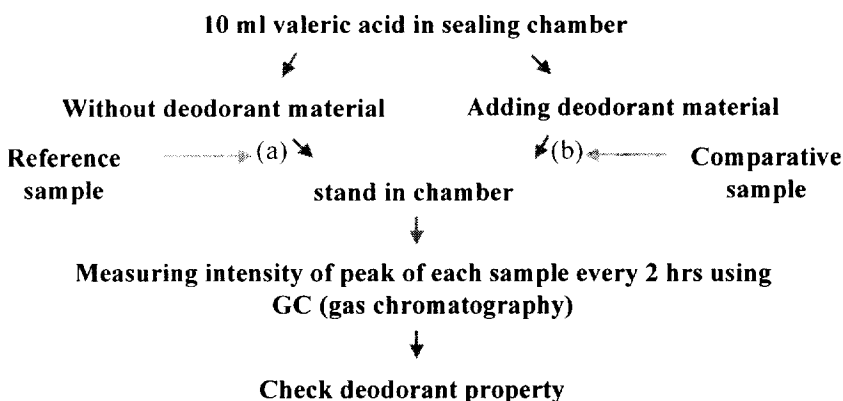 10 ml valeric acid in sealing chamber
Without deodorant material
Adding deodorant material
Reference
sample
(a)
(b)
Comparative
sample
stand in chamber
Measuring intensity of peak of each sample every 2 hrs using
GC (gas chromatography)
Check deodorant property